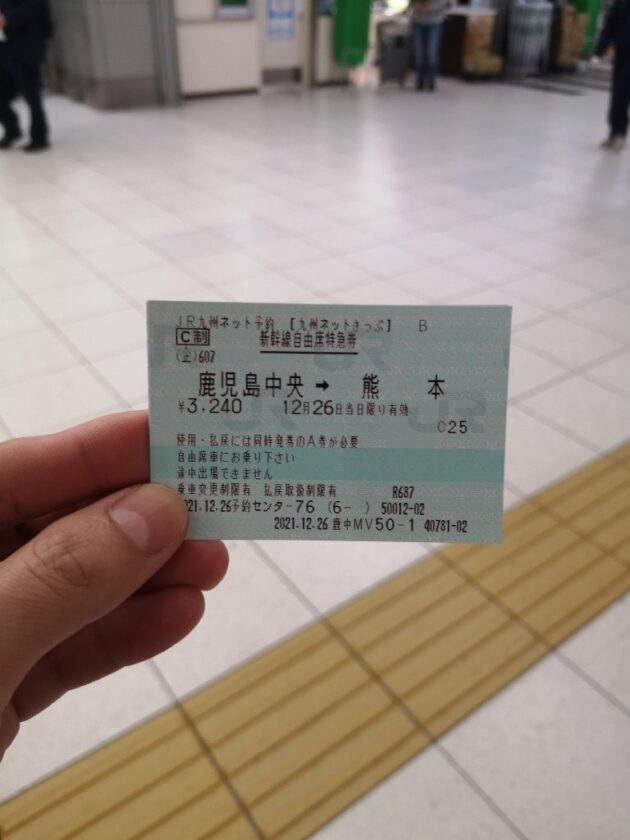 JR九州ネット予約 【九州ネットきっぷ】 B
C制 新幹線自由席特急券
(企)607
鹿児島中央 → 熊 本
¥3,240 12月26日当日限り有効
C25
使用・払戻には同時発券のA券が必要
自由席車にお乗り下さい
途中出場できません
乗車変更制限有 払戻取扱制限有 R687
021.12.26予約センター76 (6- ) 50012-02
2021.12.26 鹿中MV50-1 40781-02